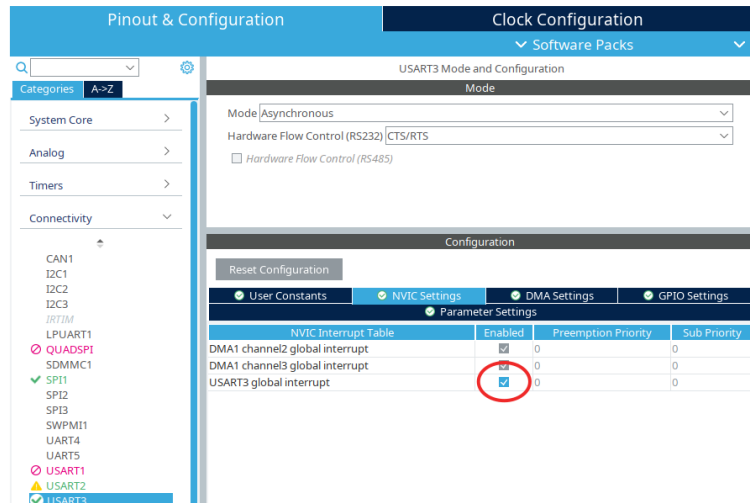 Pinout & Configuration
Clock Configuration
Software Packs
USART3 Mode and Configuration
Categories A->Z
Mode
System Core
Analog
Timers
Connectivity
CAN1
I2C1
I2C2
I2C3
IRTIM
LPUART1
QUADSPI
SDMMC1
SPI1
SPI2
SPI3
SWPMI1
UART4
UART5
USART1
USART2
USART3
Mode Asynchronous
Hardware Flow Control (RS232) CTS/RTS
Hardware Flow Control (RS485)
Configuration
Reset Configuration
User Constants NVIC Settings DMA Settings GPIO Settings
Parameter Settings
NVIC Interrupt Table Enabled Preemption Priority Sub Priority
DMA1 channel2 global interrupt 0 0
DMA1 channel3 global interrupt 0 0
USART3 global interrupt 0 0